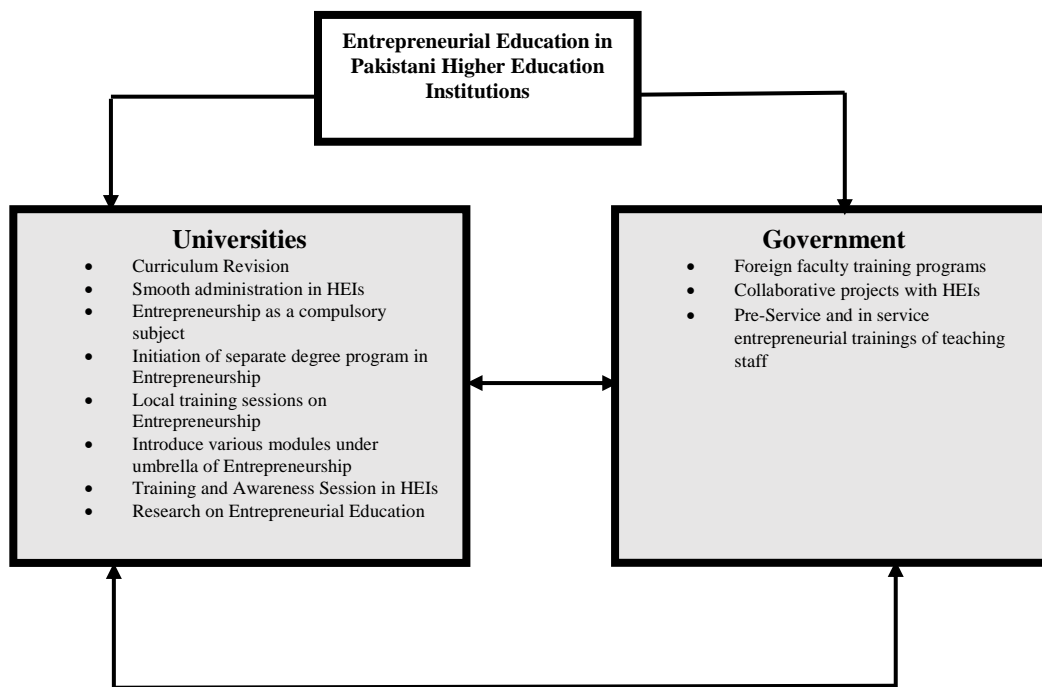 Entrepreneurial Education in
Pakistani Higher Education
Institutions
Universities
• Curriculum Revision
• Smooth administration in HEIs
• Entrepreneurship as a compulsory
subject
• Initiation of separate degree program in
Entrepreneurship
• Local training sessions on
Entrepreneurship
• Introduce various modules under
umbrella of Entrepreneurship
• Training and Awareness Session in HEIs
• Research on Entrepreneurial Education
Government
• Foreign faculty training programs
• Collaborative projects with HEIs
• Pre-Service and in service
entrepreneurial trainings of teaching
staff